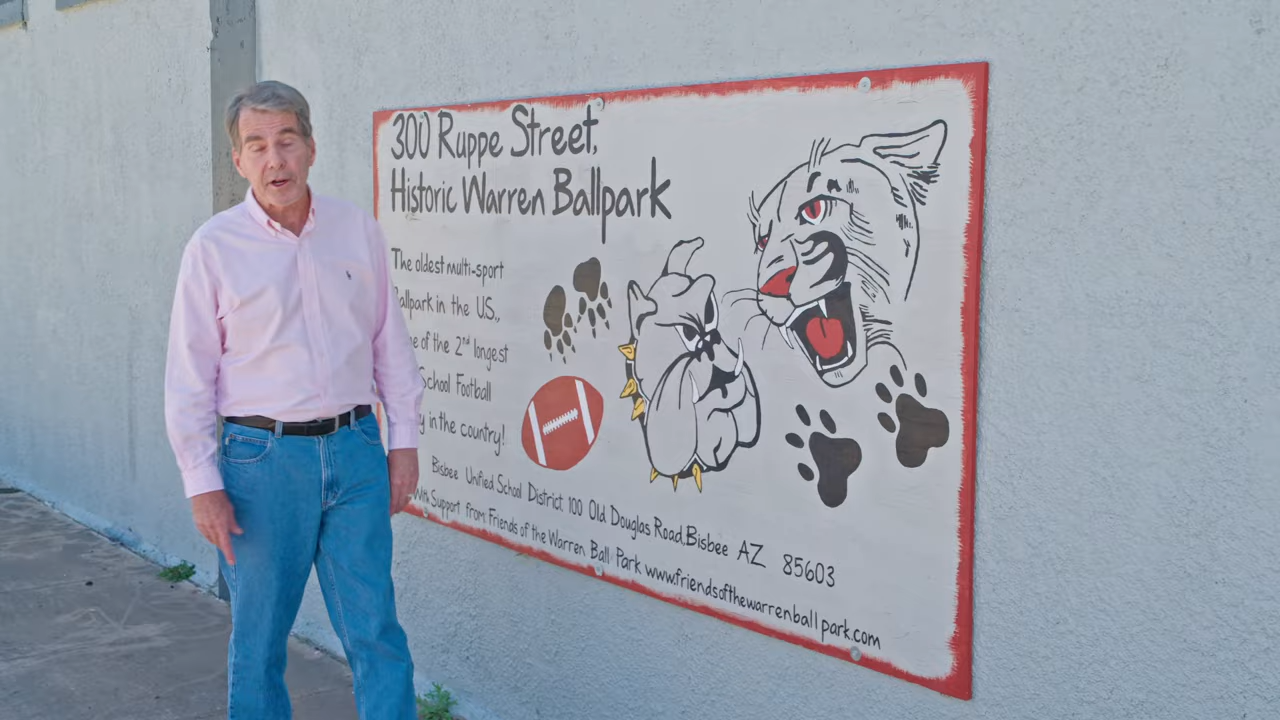 300 Ruppe Street,
Historic Warren Ballpark
The oldest multi-sport
Ballpark in the US.,
of the 2nd longest
School Football
in the country!
Bisbee Unified School District 100 Old Douglas Road, Bisbee AZ 85603
With Support from Friends of the Warren Ball Park www.friendsofthewarrenballpark.com